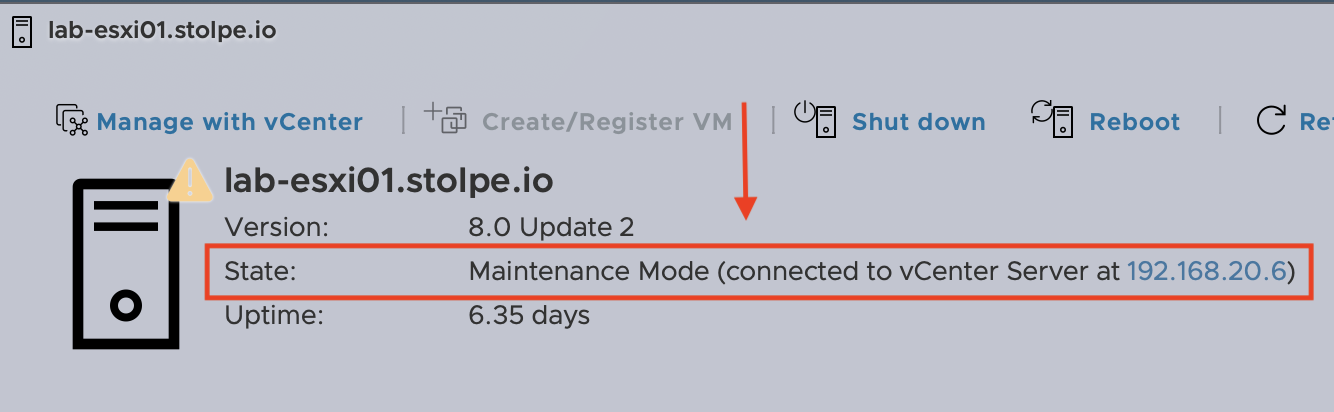 lab-esxi01.stolpe.io
Manage with vCenter | Create/Register VM | Shut down Reboot | Re
lab-esxi01.stolpe.io
Version: 8.0 Update 2
State: Maintenance Mode (connected to vCenter Server at 192.168.20.6)
Uptime: 6.35 days